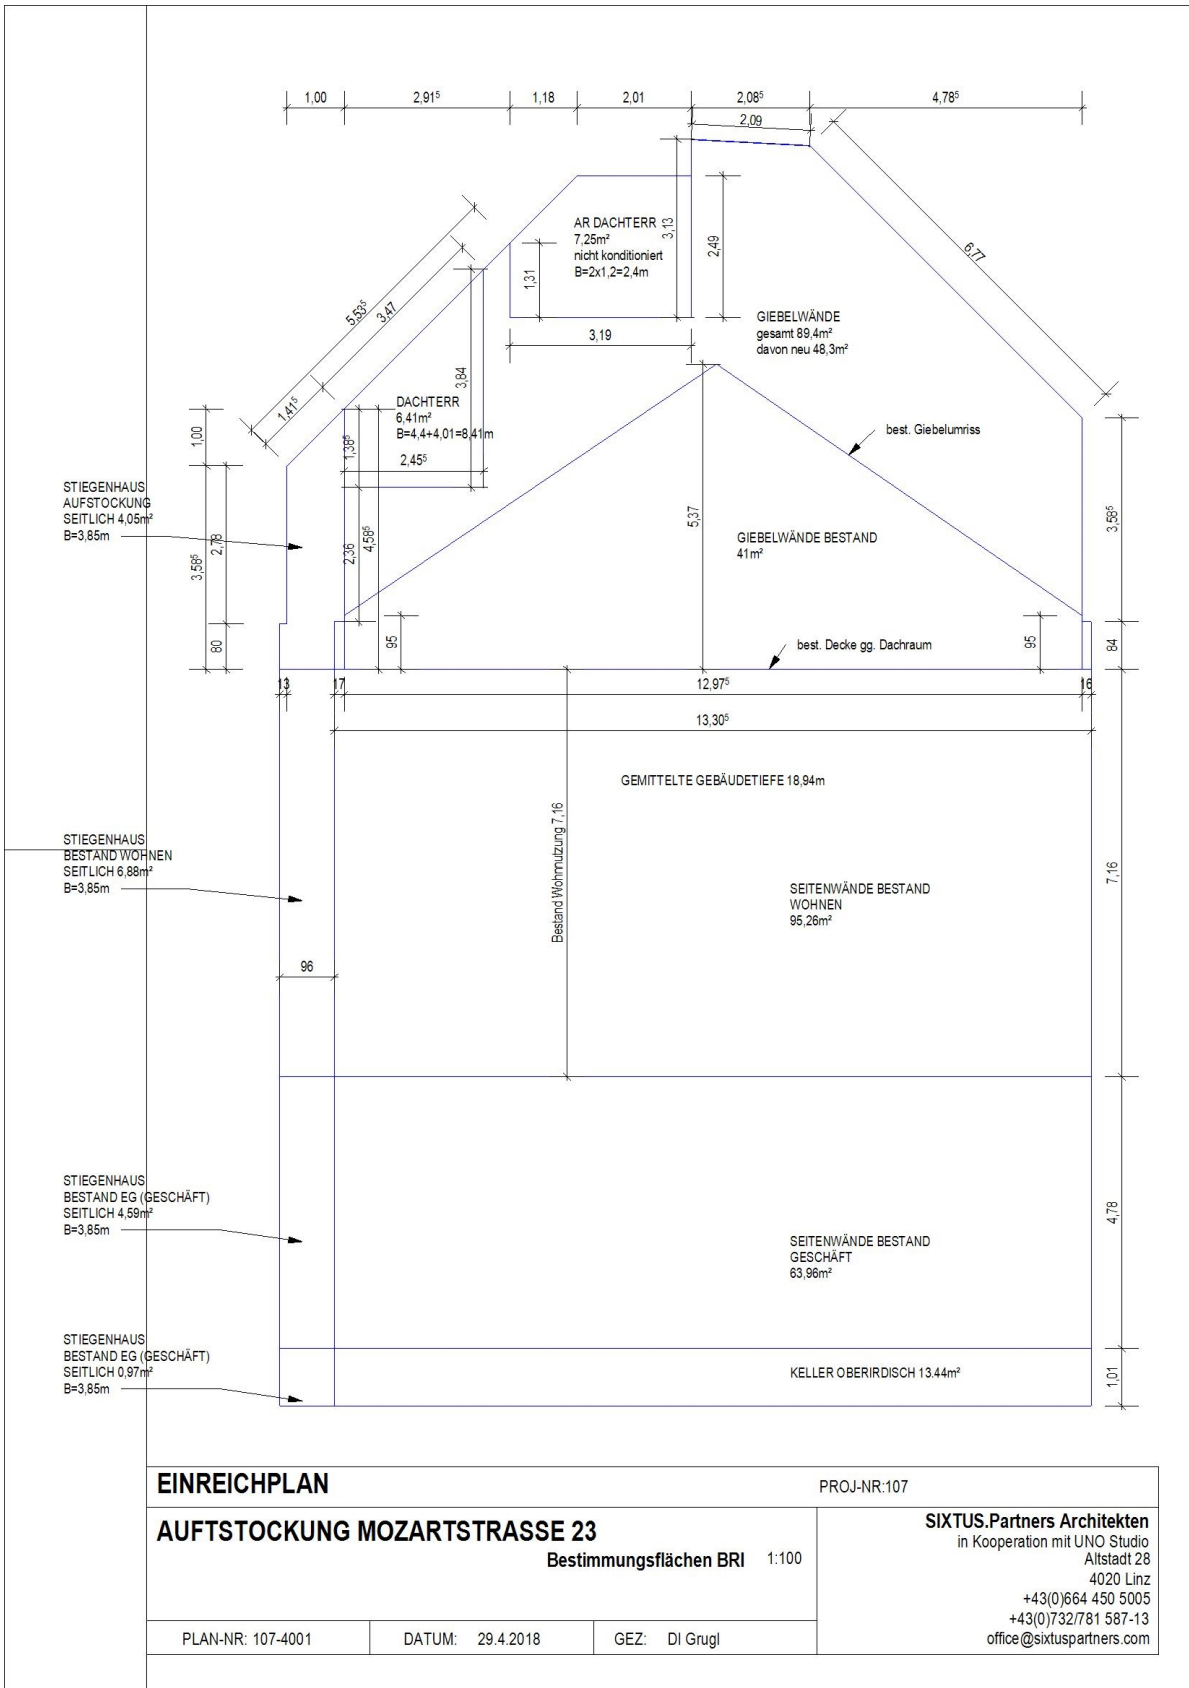 1,00
2,91⁵
1,18
2,01
2,08⁵
4,78⁵
2,09
AR DACHTERR
7,25m²
nicht konditioniert
B=2x1,2=2,4m
3,13
2,49
1,31
6,77
5,53⁵
3,47
1,41⁵
3,19
GIEBELWÄNDE
gesamt 89,4m²
davon neu 48,3m²
3,84
DACHTERR
6,41m²
B=4,4+4,01=8,41m
1,00
1,38⁵
2,45⁵
best. Giebelumriss
STIEGENHAUS
AUFSTOCKUNG
SEITLICH 4,05m²
B=3,85m
3,58⁵
2,78
2,36
4,58⁵
5,37
GIEBELWÄNDE BESTAND
41m²
3,58⁵
80
95
best. Decke gg. Dachraum
95
84
13
17
12,97⁵
16
13,30⁵
GEMITTELTE GEBÄUDETIEFE 18,94m
Bestand Wohnnutzung 7,16
STIEGENHAUS
BESTAND WOHNEN
SEITLICH 6,88m²
B=3,85m
SEITENWÄNDE BESTAND
WOHNEN
95,26m²
7,16
96
STIEGENHAUS
BESTAND EG (GESCHÄFT)
SEITLICH 4,59m²
B=3,85m
SEITENWÄNDE BESTAND
GESCHÄFT
63,96m²
4,78
STIEGENHAUS
BESTAND EG (GESCHÄFT)
SEITLICH 0,97m²
B=3,85m
KELLER OBERIRDISCH 13.44m²
1,01
EINREICHPLAN
PROJ-NR:107
AUFTSTOCKUNG MOZARTSTRASSE 23
Bestimmungsflächen BRI 1:100
SIXTUS.Partners Architekten
in Kooperation mit UNO Studio
Altstadt 28
4020 Linz
+43(0)664 450 5005
+43(0)732/781 587-13
office@sixtuspartners.com
PLAN-NR: 107-4001
DATUM: 29.4.2018
GEZ: DI Grugl